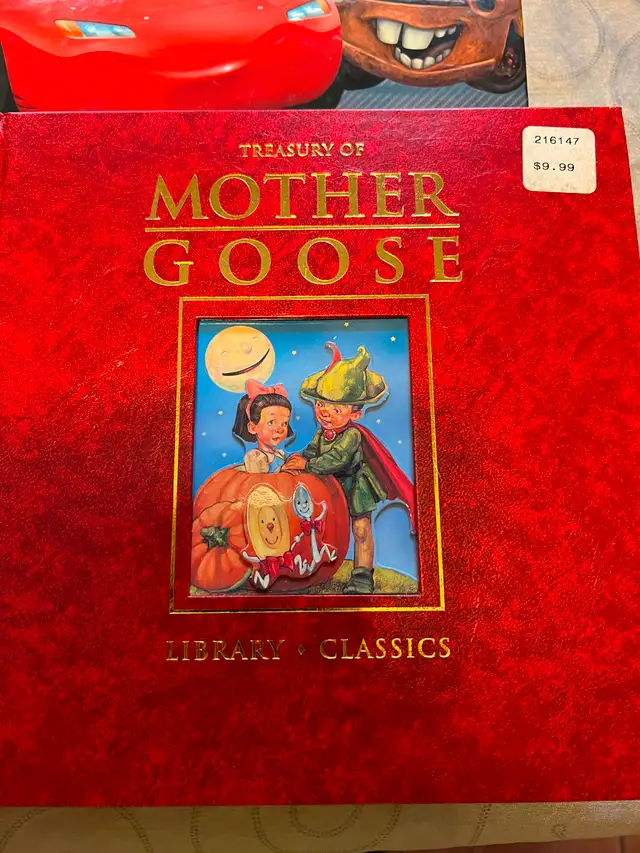 216147
$9.99
TREASURY OF
MOTHER
GOOSE
LIBRARY ⬨ CLASSICS